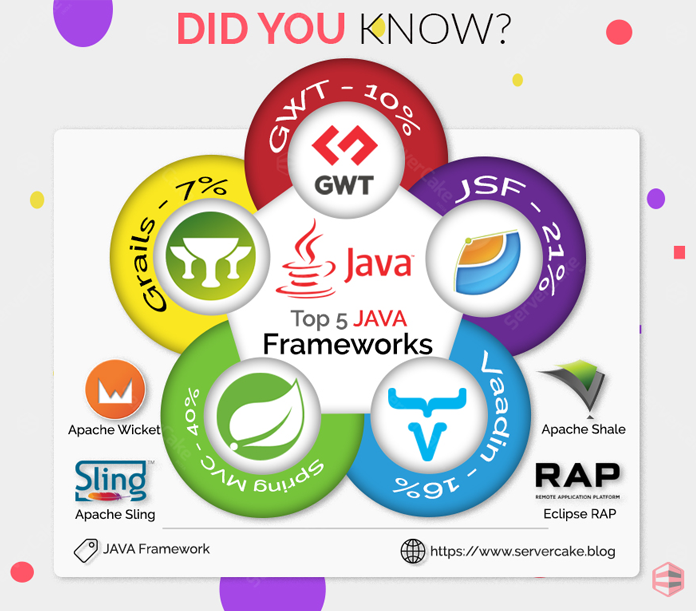 DID YOU KNOW?
GWT - 10%
GWT
Grails - 7%
JSF - 21%
Java
Top 5 JAVA
Frameworks
Spring MVC - 40%
Vaadin - 16%
Apache Wicket
Apache Shale
Sling
Apache Sling
RAP
REMOTE APPLICATION PLATFORM
Eclipse RAP
JAVA Framework
https://www.servercake.blog